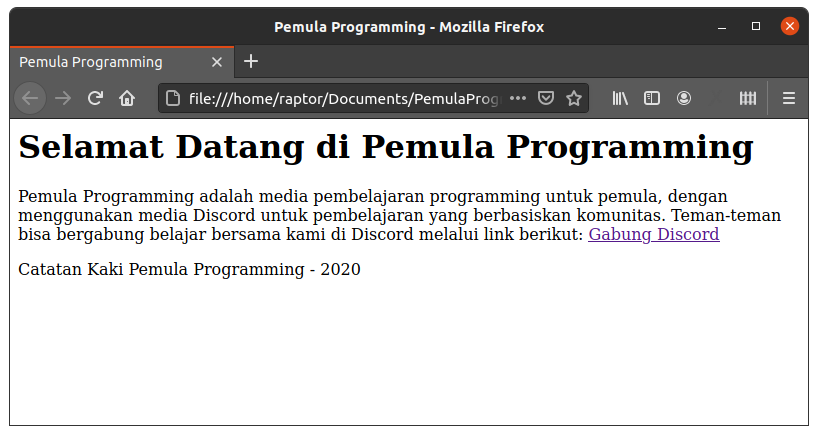 Pemula Programming - Mozilla Firefox
Pemula Programming
file:///home/raptor/Documents/PemulaProg
Selamat Datang di Pemula Programming
Pemula Programming adalah media pembelajaran programming untuk pemula, dengan
menggunakan media Discord untuk pembelajaran yang berbasiskan komunitas. Teman-teman
bisa bergabung belajar bersama kami di Discord melalui link berikut: Gabung Discord
Catatan Kaki Pemula Programming - 2020